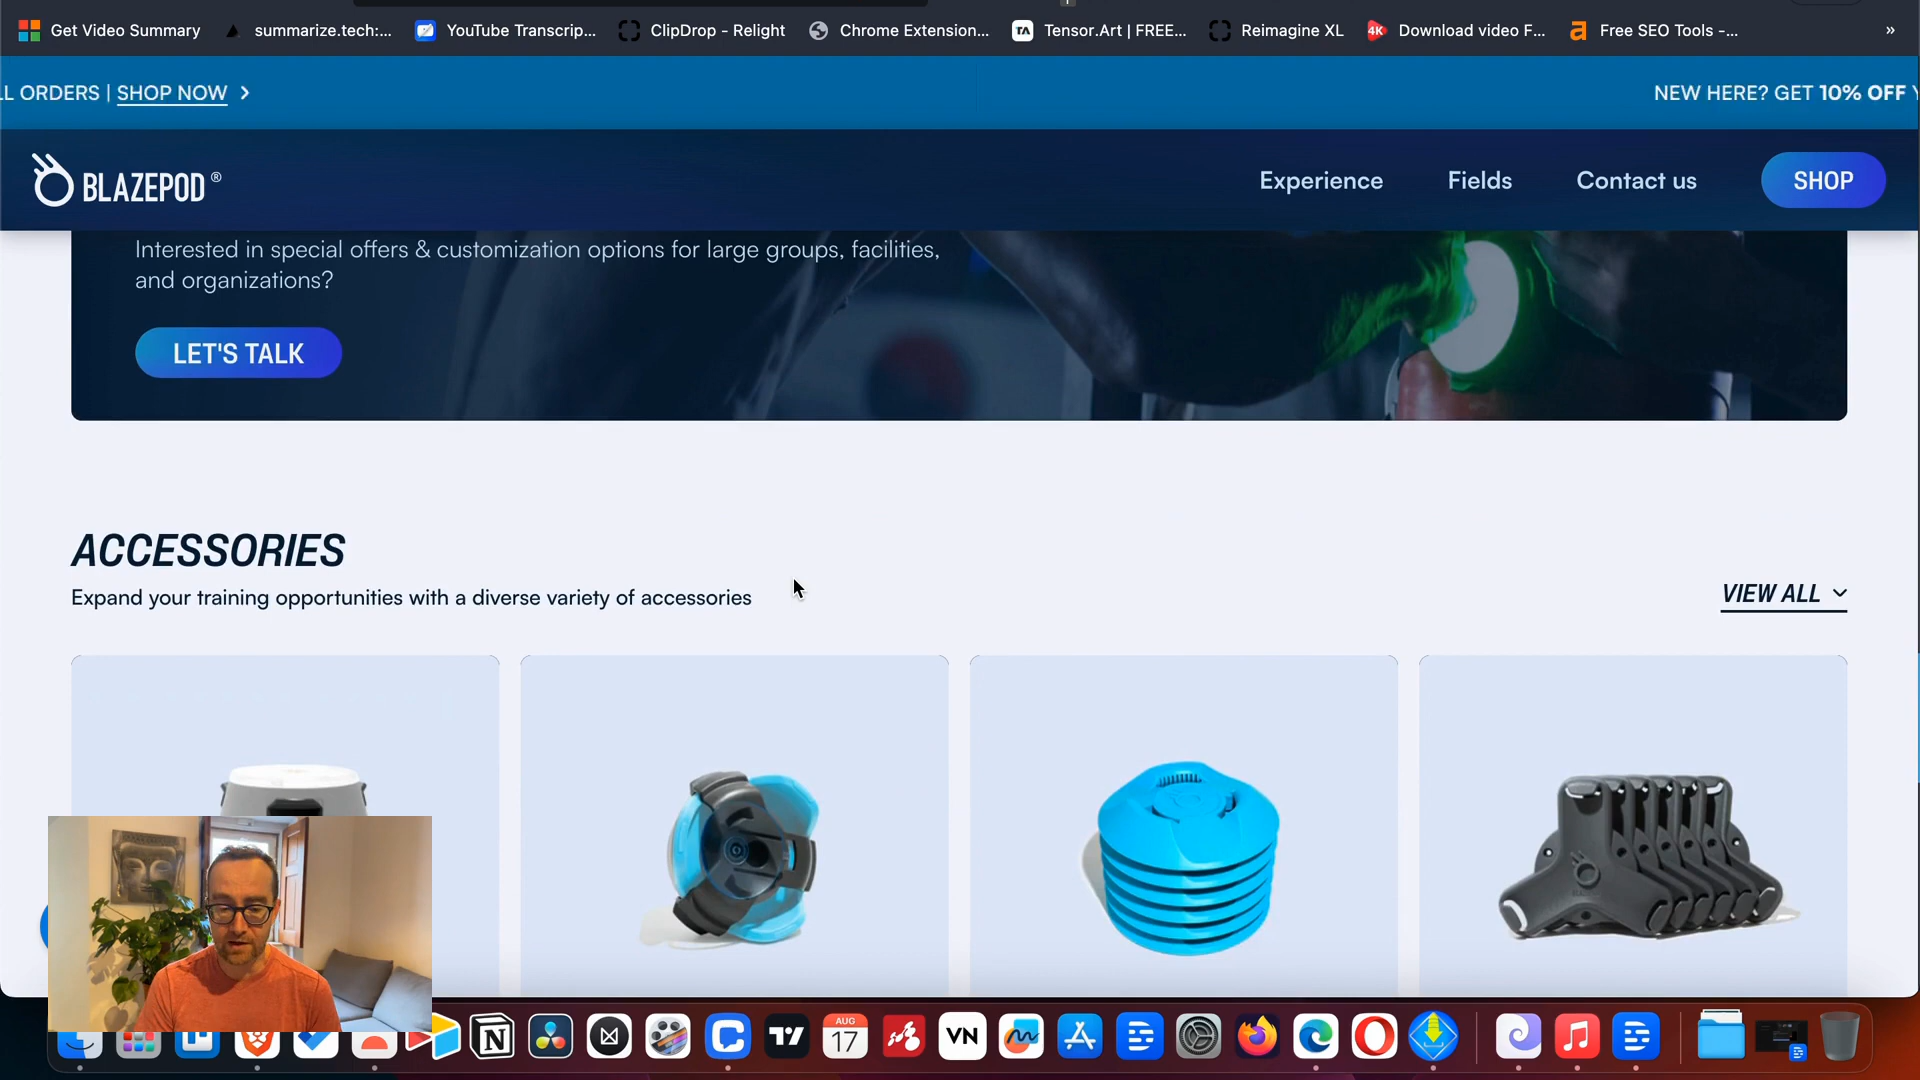 Get Video Summary
summarize.tech:...
YouTube Transcrip...
ClipDrop - Relight
Chrome Extension...
TA
Tensor.Art | FREE...
Reimagine XL
4K
Download video F...
Free SEO Tools -...
»
LL ORDERS | SHOP NOW >
NEW HERE? GET 10% OFF Y
BLAZEPOD ®
Experience
Fields
Contact us
SHOP
Interested in special offers & customization options for large groups, facilities,
and organizations?
LET'S TALK
ACCESSORIES
Expand your training opportunities with a diverse variety of accessories
VIEW ALL
AUG
17
VN